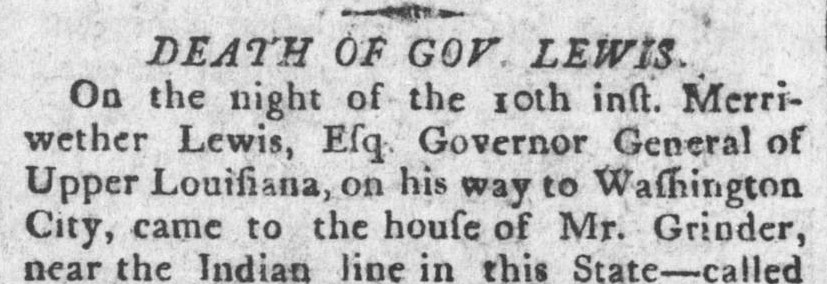 DEATH OF GOV. LEWIS.
On the night of the 10th inſt. Merri-
wether Lewis, Eſq. Governor General of
Upper Louiſiana, on his way to Waſhington
City, came to the houſe of Mr. Grinder,
near the Indian line in this State—called